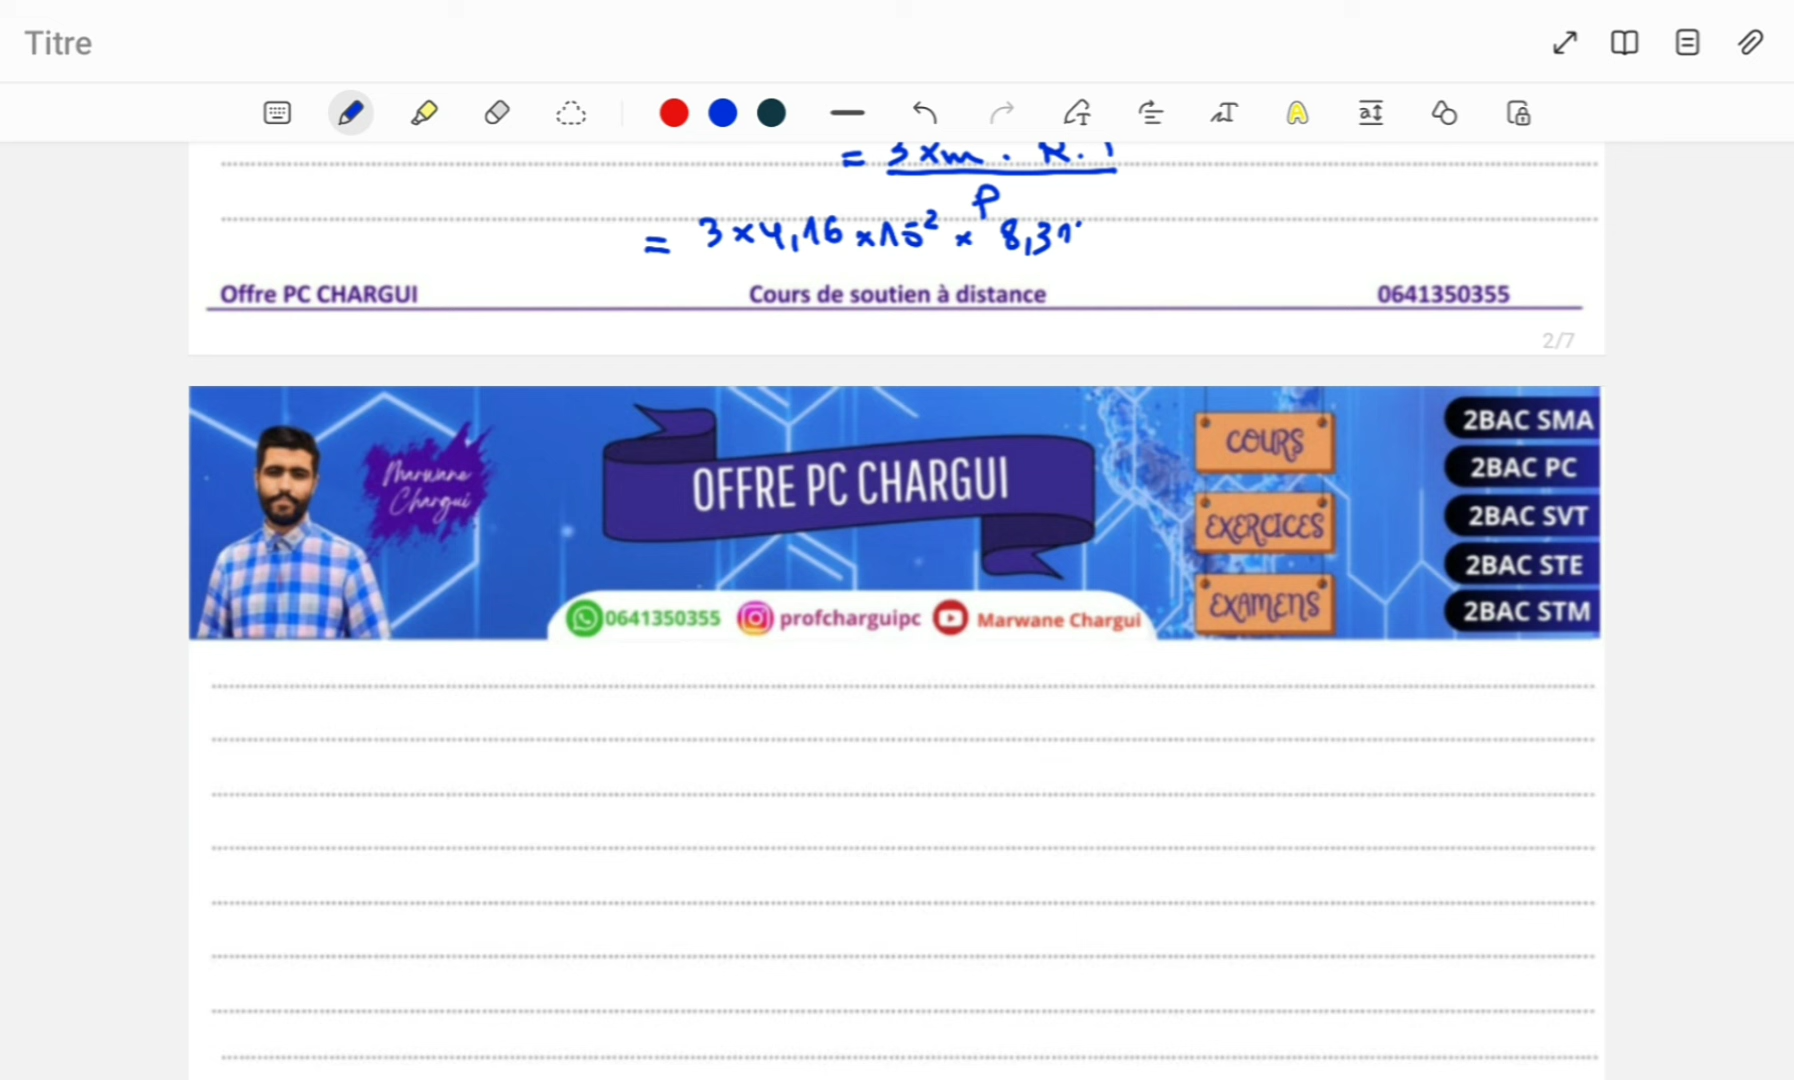 Titre
= 3 x m . R . T
P
= 3 x 4,16 x 10^-2 x 8,31
Offre PC CHARGUI Cours de soutien à distance 0641350355
2/7
Marwane Chargui
OFFRE PC CHARGUI
COURS
EXERCICES
EXAMENS
2BAC SMA
2BAC PC
2BAC SVT
2BAC STE
2BAC STM
0641350355 profcharguipc Marwane Chargui